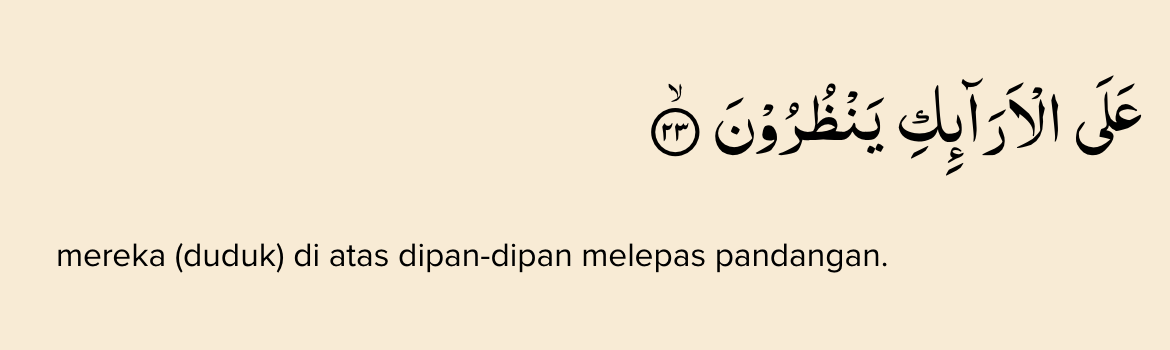 عَلَى الْاَرَاۤىِٕكِ يَنْظُرُوْنَۙ ٢٣
mereka (duduk) di atas dipan-dipan melepas pandangan.